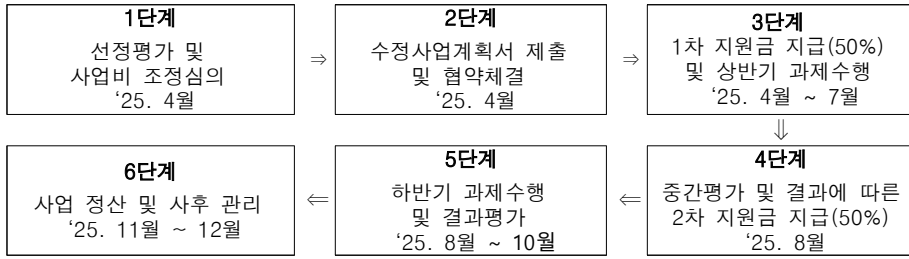 1단계
선정평가 및
사업비 조정심의
‘25. 4월
⇒
2단계
수정사업계획서 제출
및 협약체결
‘25. 4월
⇒
3단계
1차 지원금 지급(50%)
및 상반기 과제수행
‘25. 4월 ~ 7월
⇓
4단계
중간평가 및 결과에 따른
2차 지원금 지급(50%)
‘25. 8월
⇐
5단계
하반기 과제수행
및 결과평가
‘25. 8월 ~ 10월
⇐
6단계
사업 정산 및 사후 관리
‘25. 11월 ~ 12월